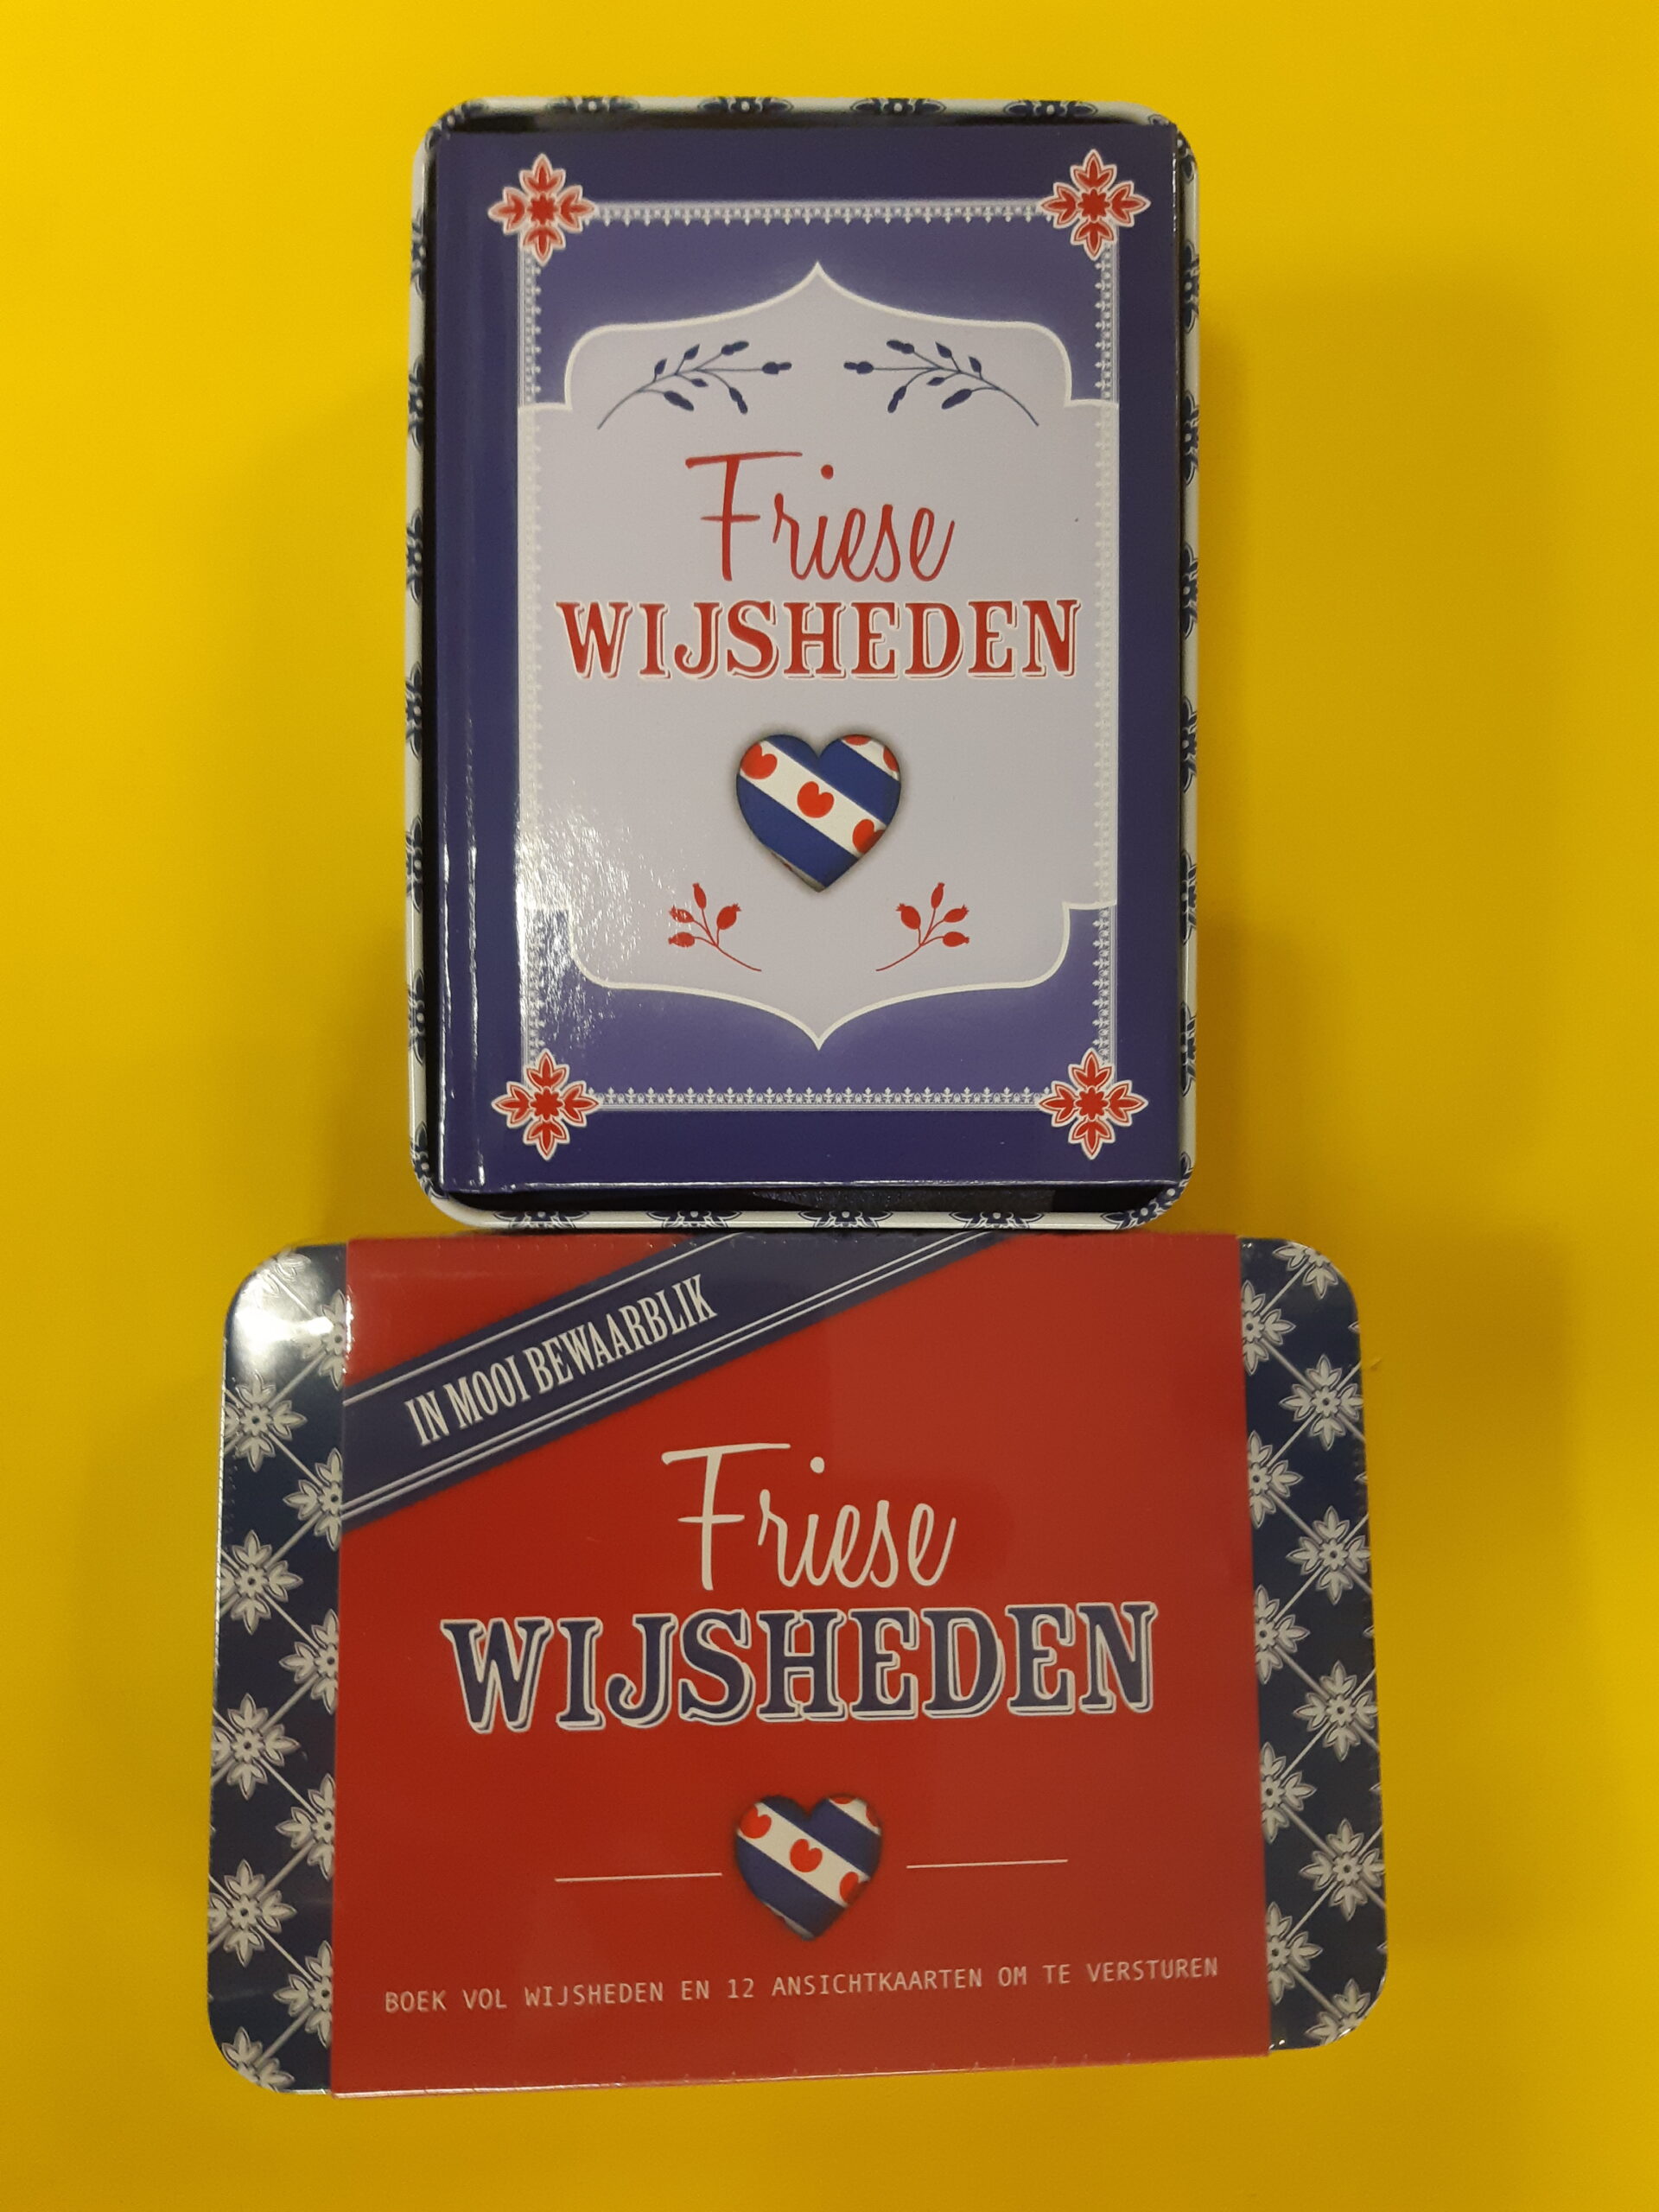 Friese
WIJSHEDEN
IN MOOI BEWAARBLIK
Friese
WIJSHEDEN
BOEK VOL WIJSHEDEN EN 12 ANSICHTKAARTEN OM TE VERSTUREN